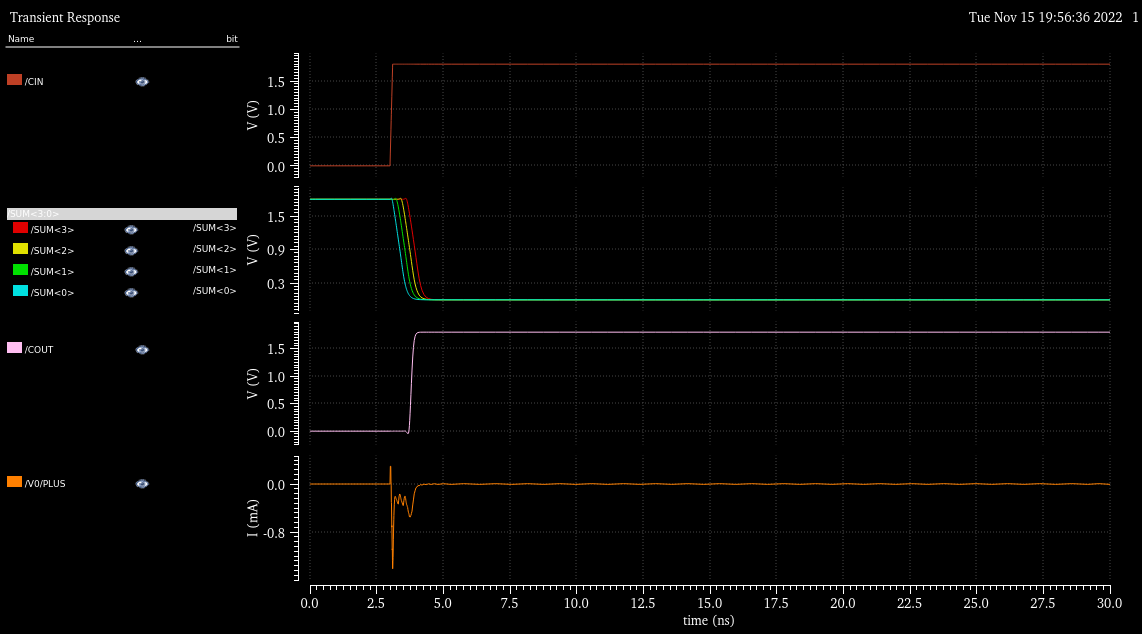 Transient Response
Tue Nov 15 19:56:36 2022 1
Name ... bit
/CIN
V (V)
1.5
1.0
0.5
0.0
/SUM<3:0>
/SUM<3> /SUM<3>
/SUM<2> /SUM<2>
/SUM<1> /SUM<1>
/SUM<0> /SUM<0>
V (V)
1.5
0.9
0.3
/COUT
V (V)
1.5
1.0
0.5
0.0
/V0/PLUS
I (mA)
0.0
-0.8
0.0 2.5 5.0 7.5 10.0 12.5 15.0 17.5 20.0 22.5 25.0 27.5 30.0
time (ns)